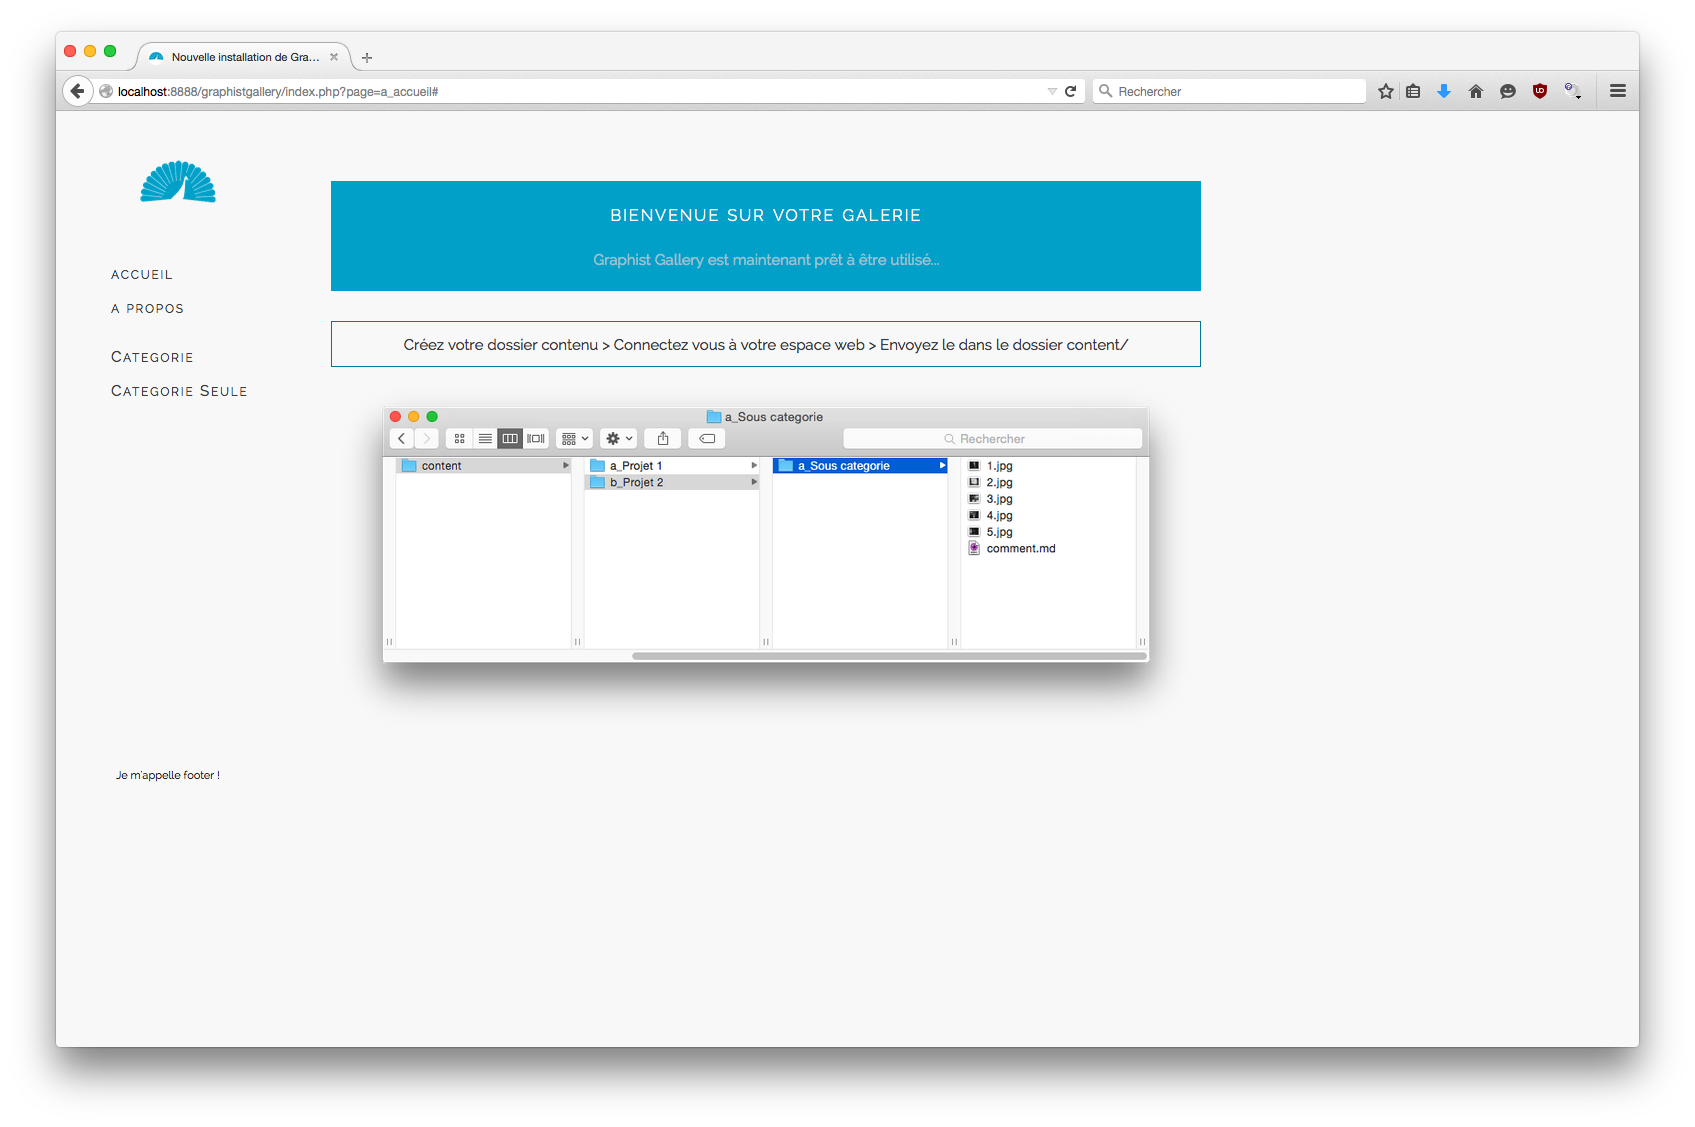 Nouvelle installation de Gra...
localhost:8888/graphistgallery/index.php?page=a_accueil#
Rechercher
BIENVENUE SUR VOTRE GALERIE
Graphist Gallery est maintenant prêt à être utilisé...
ACCUEIL
A PROPOS
CATEGORIE
CATEGORIE SEULE
Créez votre dossier contenu > Connectez vous à votre espace web > Envoyez le dans le dossier content/
a_Sous categorie
Rechercher
content
a_Projet 1
b_Projet 2
a_Sous categorie
1.jpg
2.jpg
3.jpg
4.jpg
5.jpg
comment.md
Je m'appelle footer !